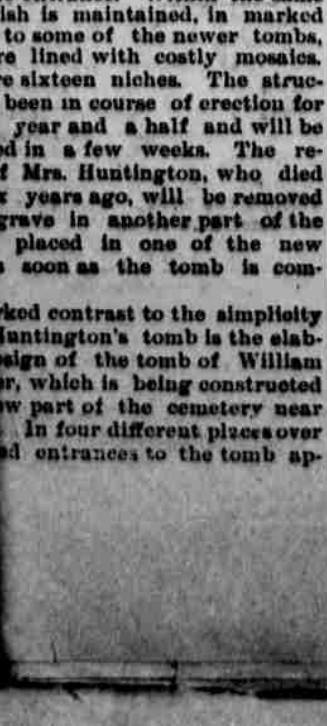 ish is maintained, in marked
to some of the newer tombs,
re lined with costly mosaics.
re sixteen niches. The struc-
been in course of erection for
year and a half and will be
ed in a few weeks. The re-
f Mrs. Huntington, who died
x years ago, will be removed
grave in another part of the
placed in one of the new
s soon as the tomb is com-
rked contrast to the simplicity
Huntington's tomb is the elab-
sign of the tomb of William
er, which is being constructed
ew part of the cemetery near
. In four different places over
ed entrances to the tomb ap-